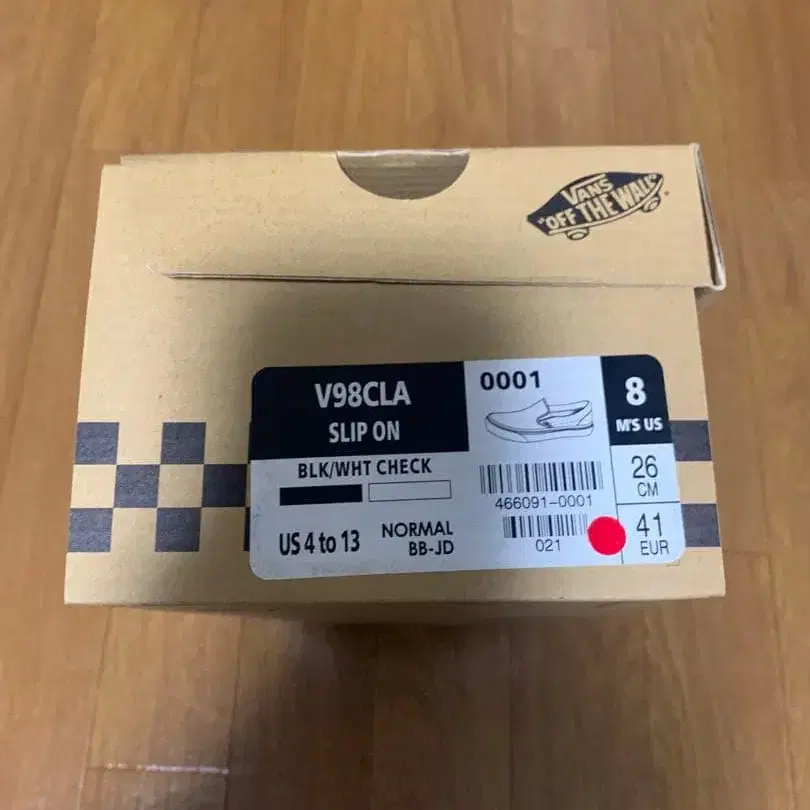 VANS
"OFF THE WALL"
V98CLA
SLIP ON
0001
8
M'S US
BLK/WHT CHECK
26
CM
466091-0001
US 4 to 13
NORMAL
BB-JD
021
41
EUR